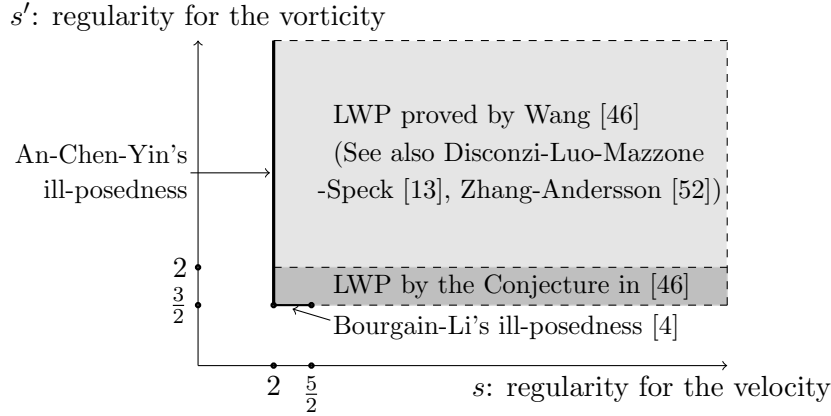 s′: regularity for the vorticity
LWP proved by Wang [46]
(See also Disconzi-Luo-Mazzone
-Speck [13], Zhang-Andersson [52])
An-Chen-Yin's
ill-posedness
2
LWP by the Conjecture in [46]
3/2
Bourgain-Li's ill-posedness [4]
2
5/2
s: regularity for the velocity